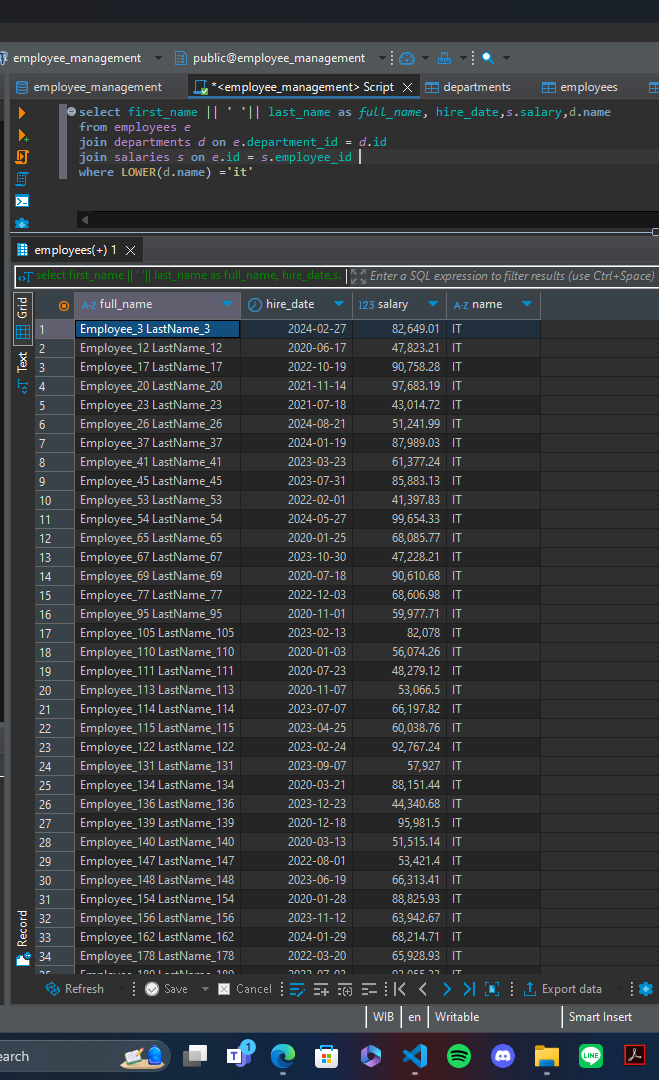 employee_management public@employee_management
employee_management *<employee_management> Script departments employees
select first_name || ' '|| last_name as full_name, hire_date,s.salary,d.name
from employees e
join departments d on e.department_id = d.id
join salaries s on e.id = s.employee_id
where LOWER(d.name) ='it'
employees(+) 1
select first_name || ' '|| last_name as full_name, hire_date,s. Enter a SQL expression to filter results (use Ctrl+Space)
Grid
Text
Record
A-Z full_name hire_date 123 salary A-Z name
1 Employee_3 LastName_3 2024-02-27 82,649.01 IT
2 Employee_12 LastName_12 2020-06-17 47,823.21 IT
3 Employee_17 LastName_17 2022-10-19 90,758.28 IT
4 Employee_20 LastName_20 2021-11-14 97,683.19 IT
5 Employee_23 LastName_23 2021-07-18 43,014.72 IT
6 Employee_26 LastName_26 2024-08-21 51,241.99 IT
7 Employee_37 LastName_37 2024-01-19 87,989.03 IT
8 Employee_41 LastName_41 2023-03-23 61,377.24 IT
9 Employee_45 LastName_45 2023-07-31 85,883.13 IT
10 Employee_53 LastName_53 2022-02-01 41,397.83 IT
11 Employee_54 LastName_54 2024-05-27 99,654.33 IT
12 Employee_65 LastName_65 2020-01-25 68,085.77 IT
13 Employee_67 LastName_67 2023-10-30 47,228.21 IT
14 Employee_69 LastName_69 2020-07-18 90,610.68 IT
15 Employee_77 LastName_77 2022-12-03 68,606.98 IT
16 Employee_95 LastName_95 2020-11-01 59,977.71 IT
17 Employee_105 LastName_105 2023-02-13 82,078 IT
18 Employee_110 LastName_110 2020-01-03 56,074.26 IT
19 Employee_111 LastName_111 2020-07-23 48,279.12 IT
20 Employee_113 LastName_113 2020-11-07 53,066.5 IT
21 Employee_114 LastName_114 2023-07-07 66,197.82 IT
22 Employee_115 LastName_115 2023-04-25 60,038.76 IT
23 Employee_122 LastName_122 2023-02-24 92,767.24 IT
24 Employee_131 LastName_131 2023-09-07 57,927 IT
25 Employee_134 LastName_134 2020-03-21 88,151.44 IT
26 Employee_136 LastName_136 2023-12-23 44,340.68 IT
27 Employee_139 LastName_139 2020-12-18 95,981.5 IT
28 Employee_140 LastName_140 2020-03-13 51,515.14 IT
29 Employee_147 LastName_147 2022-08-01 53,421.4 IT
30 Employee_148 LastName_148 2023-06-19 66,313.41 IT
31 Employee_154 LastName_154 2020-01-28 88,825.93 IT
32 Employee_156 LastName_156 2023-11-12 63,942.67 IT
33 Employee_162 LastName_162 2024-01-29 68,214.71 IT
34 Employee_178 LastName_178 2022-03-20 65,928.93 IT
Refresh Save Cancel Export data
WIB en Writable Smart Insert
earch 1 LINE